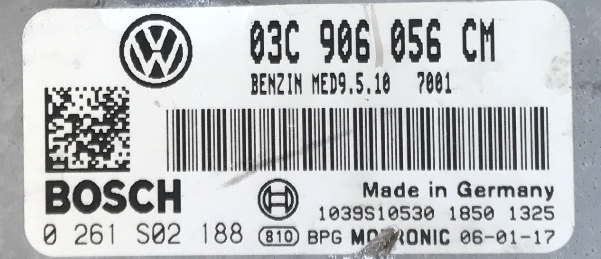 03C 906 056 CM
BENZIN MED9.5.10 7001
BOSCH
Made in Germany
1039S10530 1850 1325
0 261 S02 188 810 BPG MOTRONIC 06-01-17